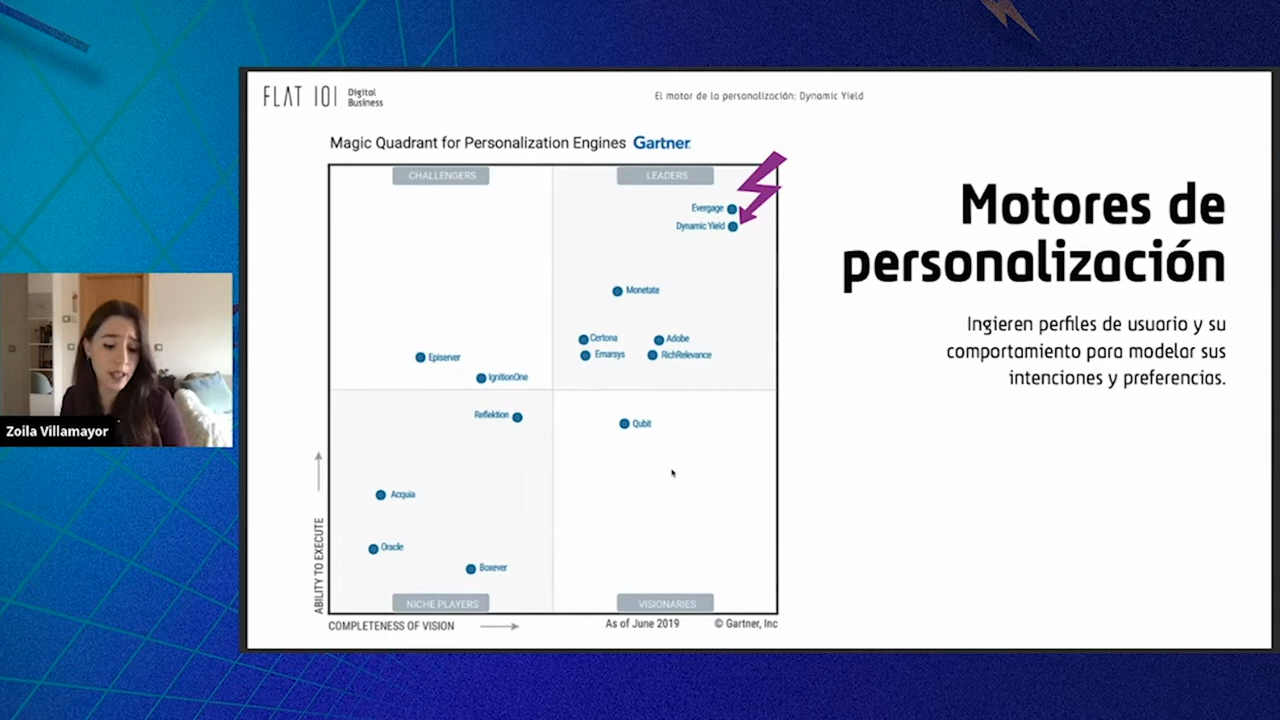 FLAT 101 Digital Business
El motor de la personalización: Dynamic Yield
Magic Quadrant for Personalization Engines Gartner
CHALLENGERS
LEADERS
Evergage
Dynamic Yield
Monetate
Certona
Adobe
Emarsys
RichRelevance
Episerver
IgnitionOne
Reflektion
Qubit
Acquia
Oracle
Boxever
NICHE PLAYERS
VISIONARIES
ABILITY TO EXECUTE
COMPLETENESS OF VISION
As of June 2019
© Gartner, Inc
Motores de
personalización
Ingieren perfiles de usuario y su
comportamiento para modelar sus
intenciones y preferencias.
Zoila Villamayor